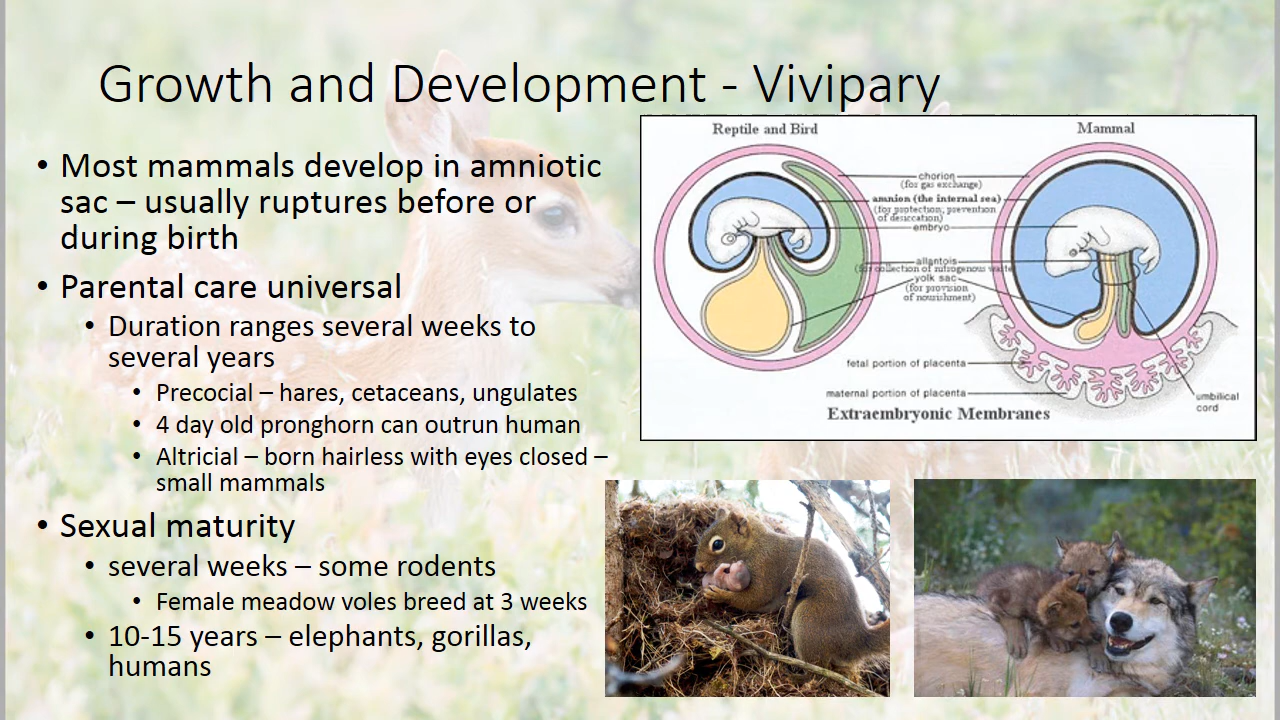 Growth and Development - Vivipary
• Most mammals develop in amniotic
sac – usually ruptures before or
during birth
• Parental care universal
• Duration ranges several weeks to
several years
• Precocial – hares, cetaceans, ungulates
• 4 day old pronghorn can outrun human
• Altricial – born hairless with eyes closed –
small mammals
• Sexual maturity
• several weeks – some rodents
• Female meadow voles breed at 3 weeks
• 10-15 years – elephants, gorillas,
humans
Reptile and Bird
Mammal
chorion
(for gas exchange)
amnion (the internal sea)
(for protection, prevention
of desiccation)
embryo
allantois
(for collection of nitrogenous waste
yolk sac
(for provision
of nourishment)
fetal portion of placenta
maternal portion of placenta
umbilical
cord
Extraembryonic Membranes